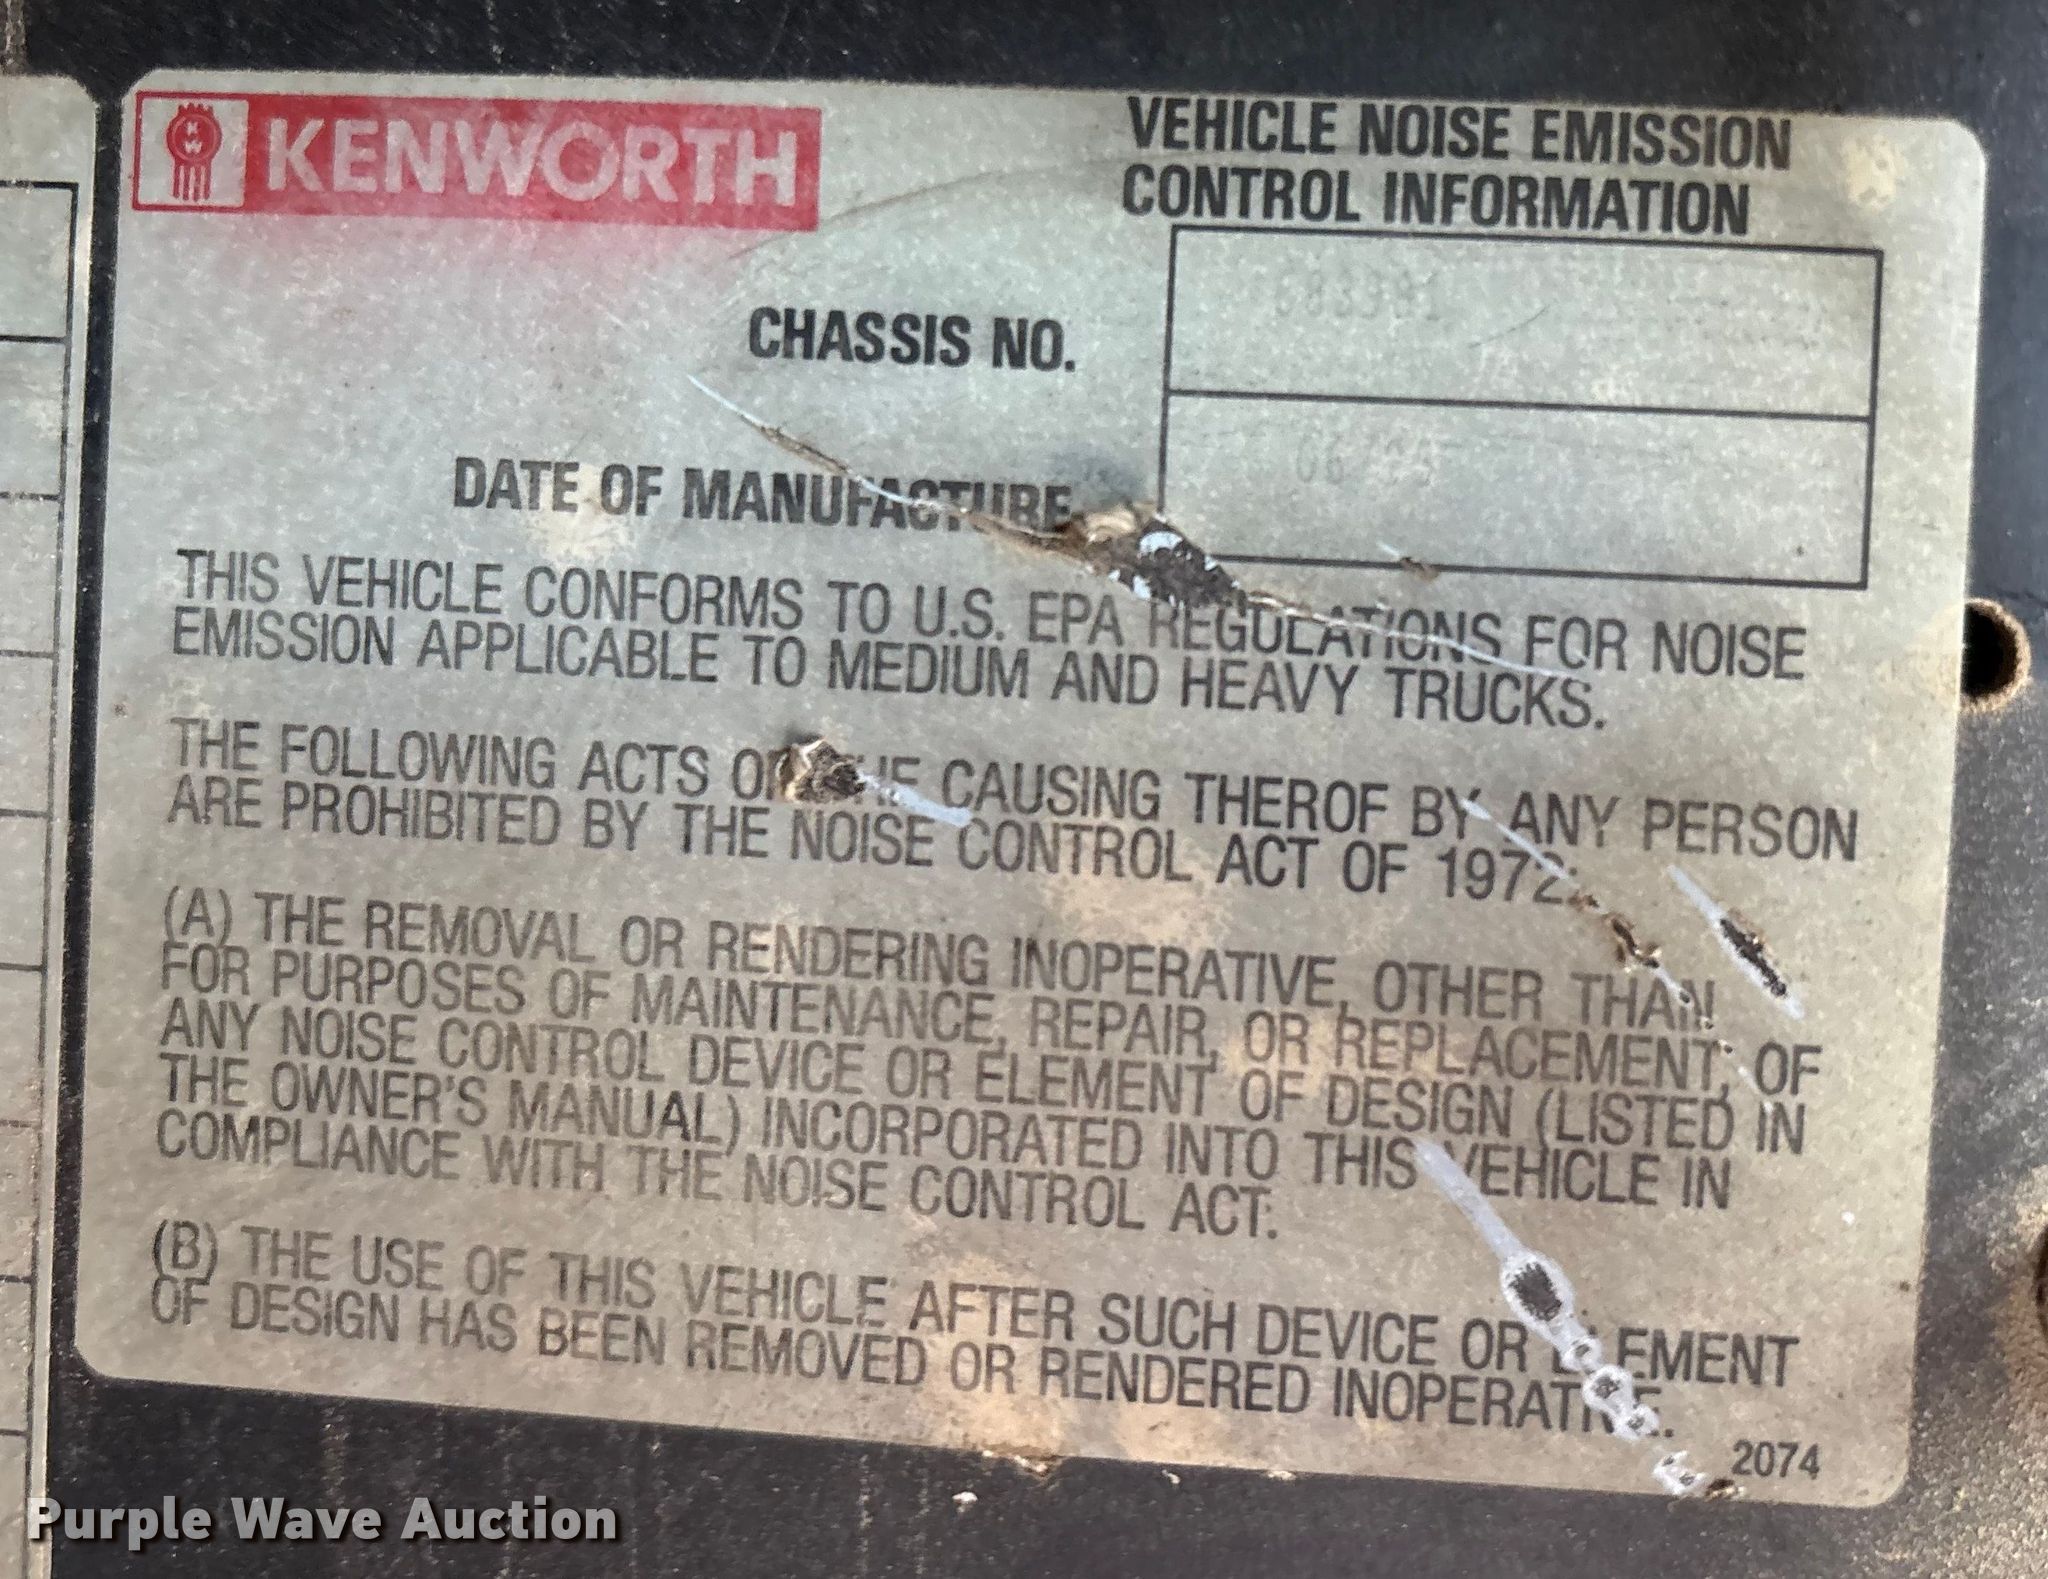 KENWORTH
VEHICLE NOISE EMISSION
CONTROL INFORMATION
CHASSIS NO.
DATE OF MANUFACTURE
THIS VEHICLE CONFORMS TO U.S. EPA REGULATIONS FOR NOISE
EMISSION APPLICABLE TO MEDIUM AND HEAVY TRUCKS.
THE FOLLOWING ACTS OR THE CAUSING THEROF BY ANY PERSON
ARE PROHIBITED BY THE NOISE CONTROL ACT OF 1972:
(A) THE REMOVAL OR RENDERING INOPERATIVE, OTHER THAN
FOR PURPOSES OF MAINTENANCE, REPAIR, OR REPLACEMENT, OF
ANY NOISE CONTROL DEVICE OR ELEMENT OF DESIGN (LISTED IN
THE OWNER'S MANUAL) INCORPORATED INTO THIS VEHICLE IN
COMPLIANCE WITH THE NOISE CONTROL ACT.
(B) THE USE OF THIS VEHICLE AFTER SUCH DEVICE OR ELEMENT
OF DESIGN HAS BEEN REMOVED OR RENDERED INOPERATIVE.
2074
Purple Wave Auction